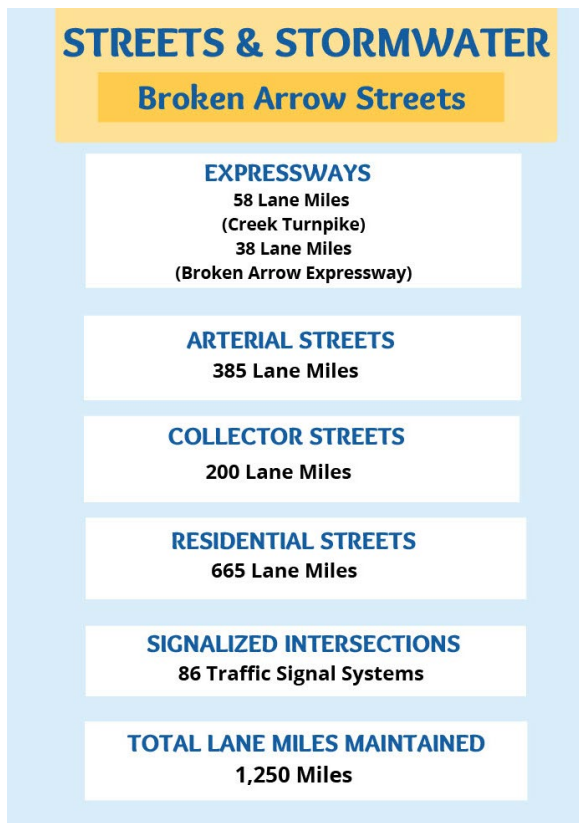 STREETS & STORMWATER
Broken Arrow Streets
EXPRESSWAYS
58 Lane Miles
(Creek Turnpike)
38 Lane Miles
(Broken Arrow Expressway)
ARTERIAL STREETS
385 Lane Miles
COLLECTOR STREETS
200 Lane Miles
RESIDENTIAL STREETS
665 Lane Miles
SIGNALIZED INTERSECTIONS
86 Traffic Signal Systems
TOTAL LANE MILES MAINTAINED
1,250 Miles